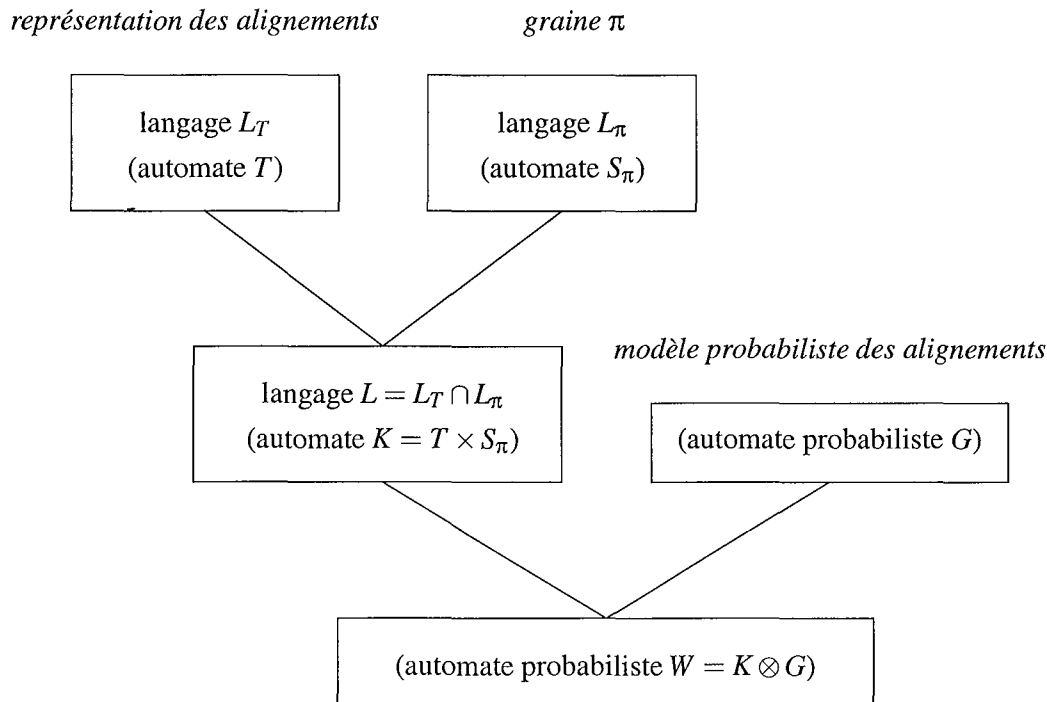 représentation des alignements
graine π
langage L_T
(automate T)
langage L_π
(automate S_π)
langage L = L_T ∩ L_π
(automate K = T × S_π)
modèle probabiliste des alignements
(automate probabiliste G)
(automate probabiliste W = K ⊗ G)